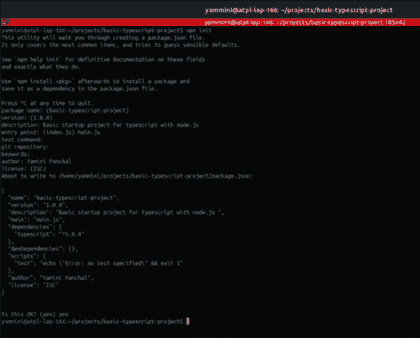 yammini@atpl-lap-166: ~/projects/basic-typescript-project
yammini@atpl-lap-166: ~/projects/basic-typescript-project
yammini@atpl-lap-166:~/projects/basic-typescript-project$ npm init
This utility will walk you through creating a package.json file.
It only covers the most common items, and tries to guess sensible defaults.
See `npm help init` for definitive documentation on these fields
and exactly what they do.
Use `npm install <pkg>` afterwards to install a package and
save it as a dependency in the package.json file.
Press ^C at any time to quit.
package name: (basic-typescript-project)
version: (1.0.0)
description: Basic startup project for typescript with node.js
entry point: (index.js) main.js
test command:
git repository:
keywords:
author: Yamini Panchal
license: (ISC)
About to write to /home/yammini/projects/basic-typescript-project/package.json:
{
"name": "basic-typescript-project",
"version": "1.0.0",
"description": "Basic startup project for typescript with node.js ",
"main": "main.js",
"dependencies": {
"typescript":
},
"devDependencies": {},
"scripts": {
"test": "echo \"Error: no test specified\" && exit 1"
},
"author": "Yamini Panchal",
"license": "ISC"
}
Is this OK? (yes) yes
yammini@atpl-lap-166:~/projects/basic-typescript-project$